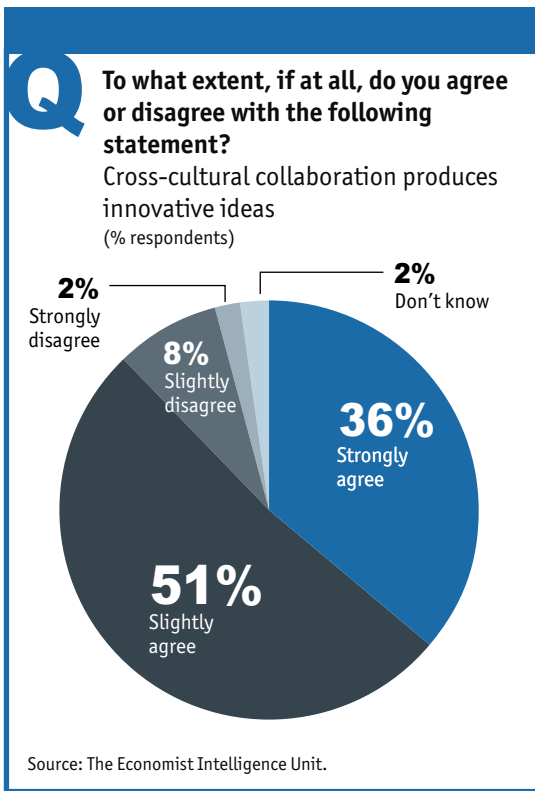 Q
To what extent, if at all, do you agree
or disagree with the following
statement?
Cross-cultural collaboration produces
innovative ideas
(% respondents)
2%
Strongly
disagree
2%
Don't know
8%
Slightly
disagree
36%
Strongly
agree
51%
Slightly
agree
Source: The Economist Intelligence Unit.